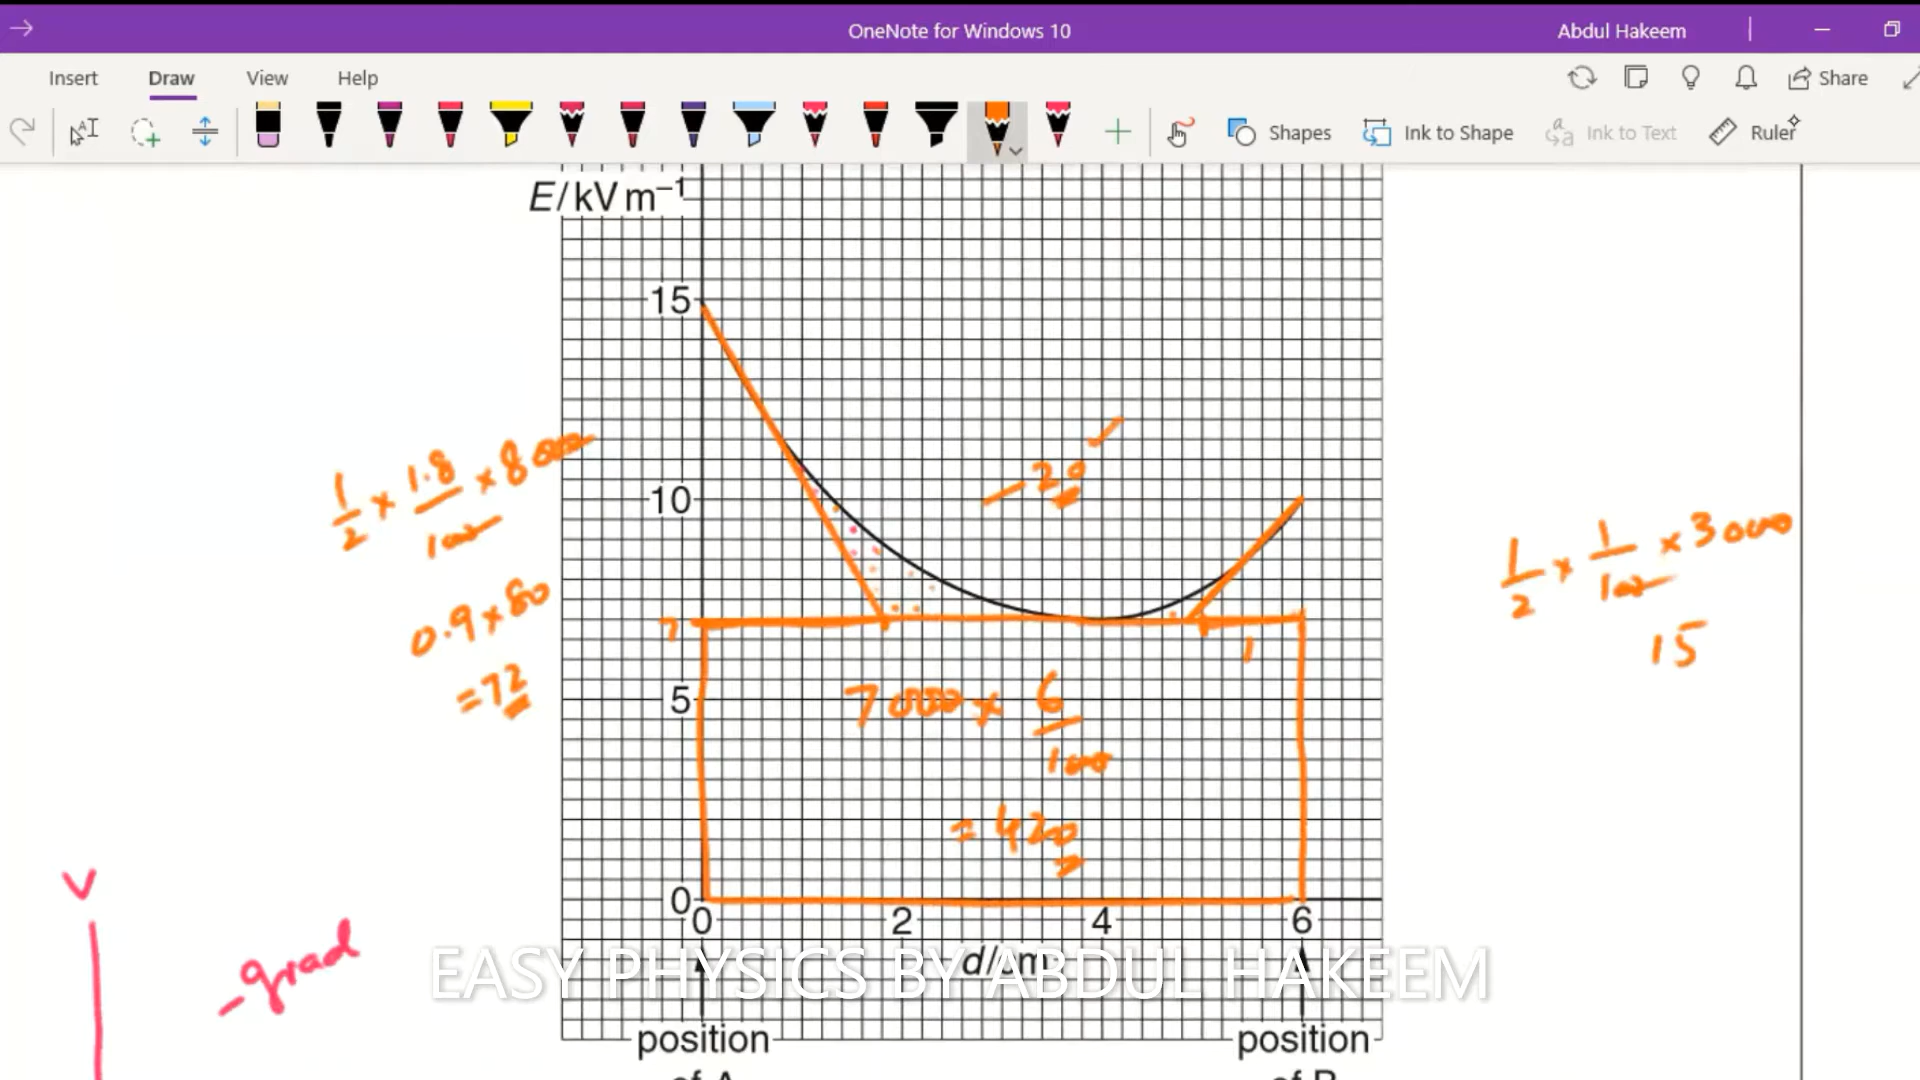 OneNote for Windows 10
Abdul Hakeem
Insert
Draw
View
Help
Share
Shapes
Ink to Shape
Ink to Text
Ruler
E/kV m⁻¹
15
10
5
0
0
2
4
6
d/cm
position
of A
position
of B
1/2 × 1.8/100 × 8000
0.9×80
=72
-20
7
1
7000 × 6/100
= 420
1/2 × 1/100 × 3000
15
V
-grad
EASY PHYSICS BY ABDUL HAKEEM